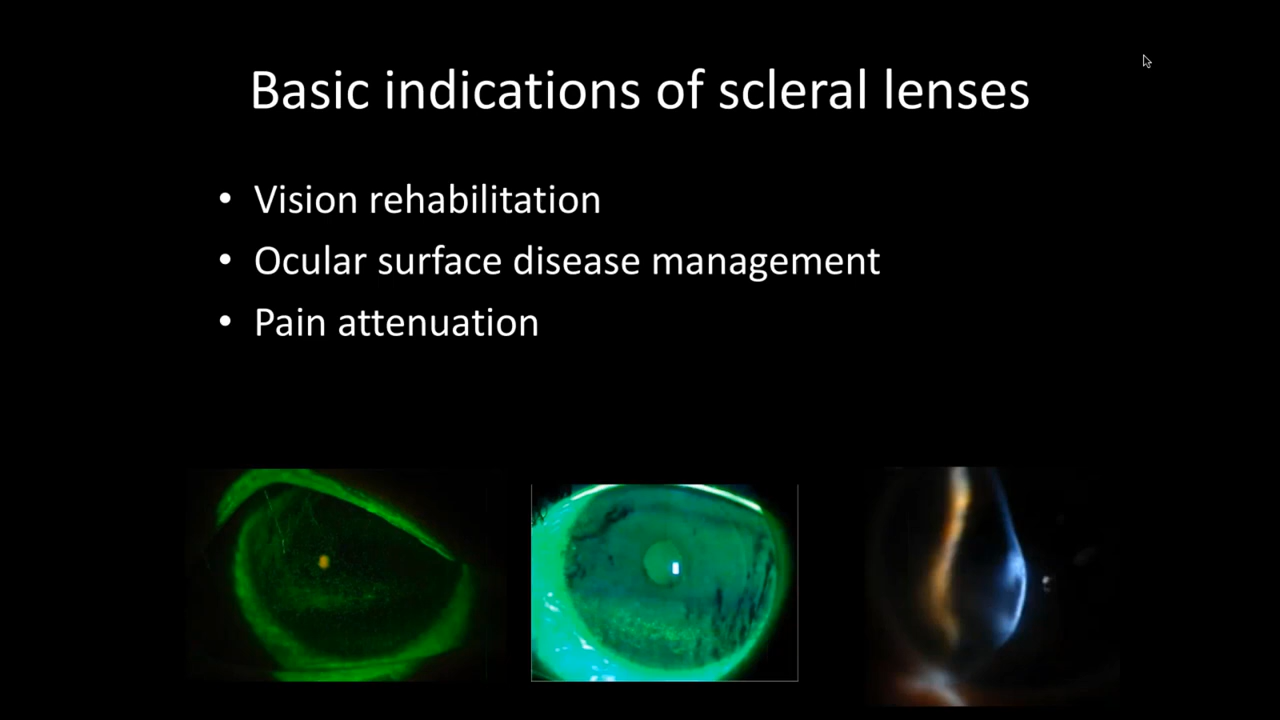 Basic indications of scleral lenses
• Vision rehabilitation
• Ocular surface disease management
• Pain attenuation